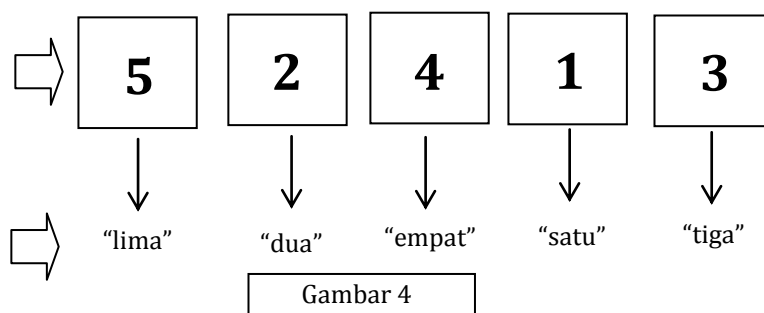 5 2 4 1 3
“lima” “dua” “empat” “satu” “tiga”
Gambar 4